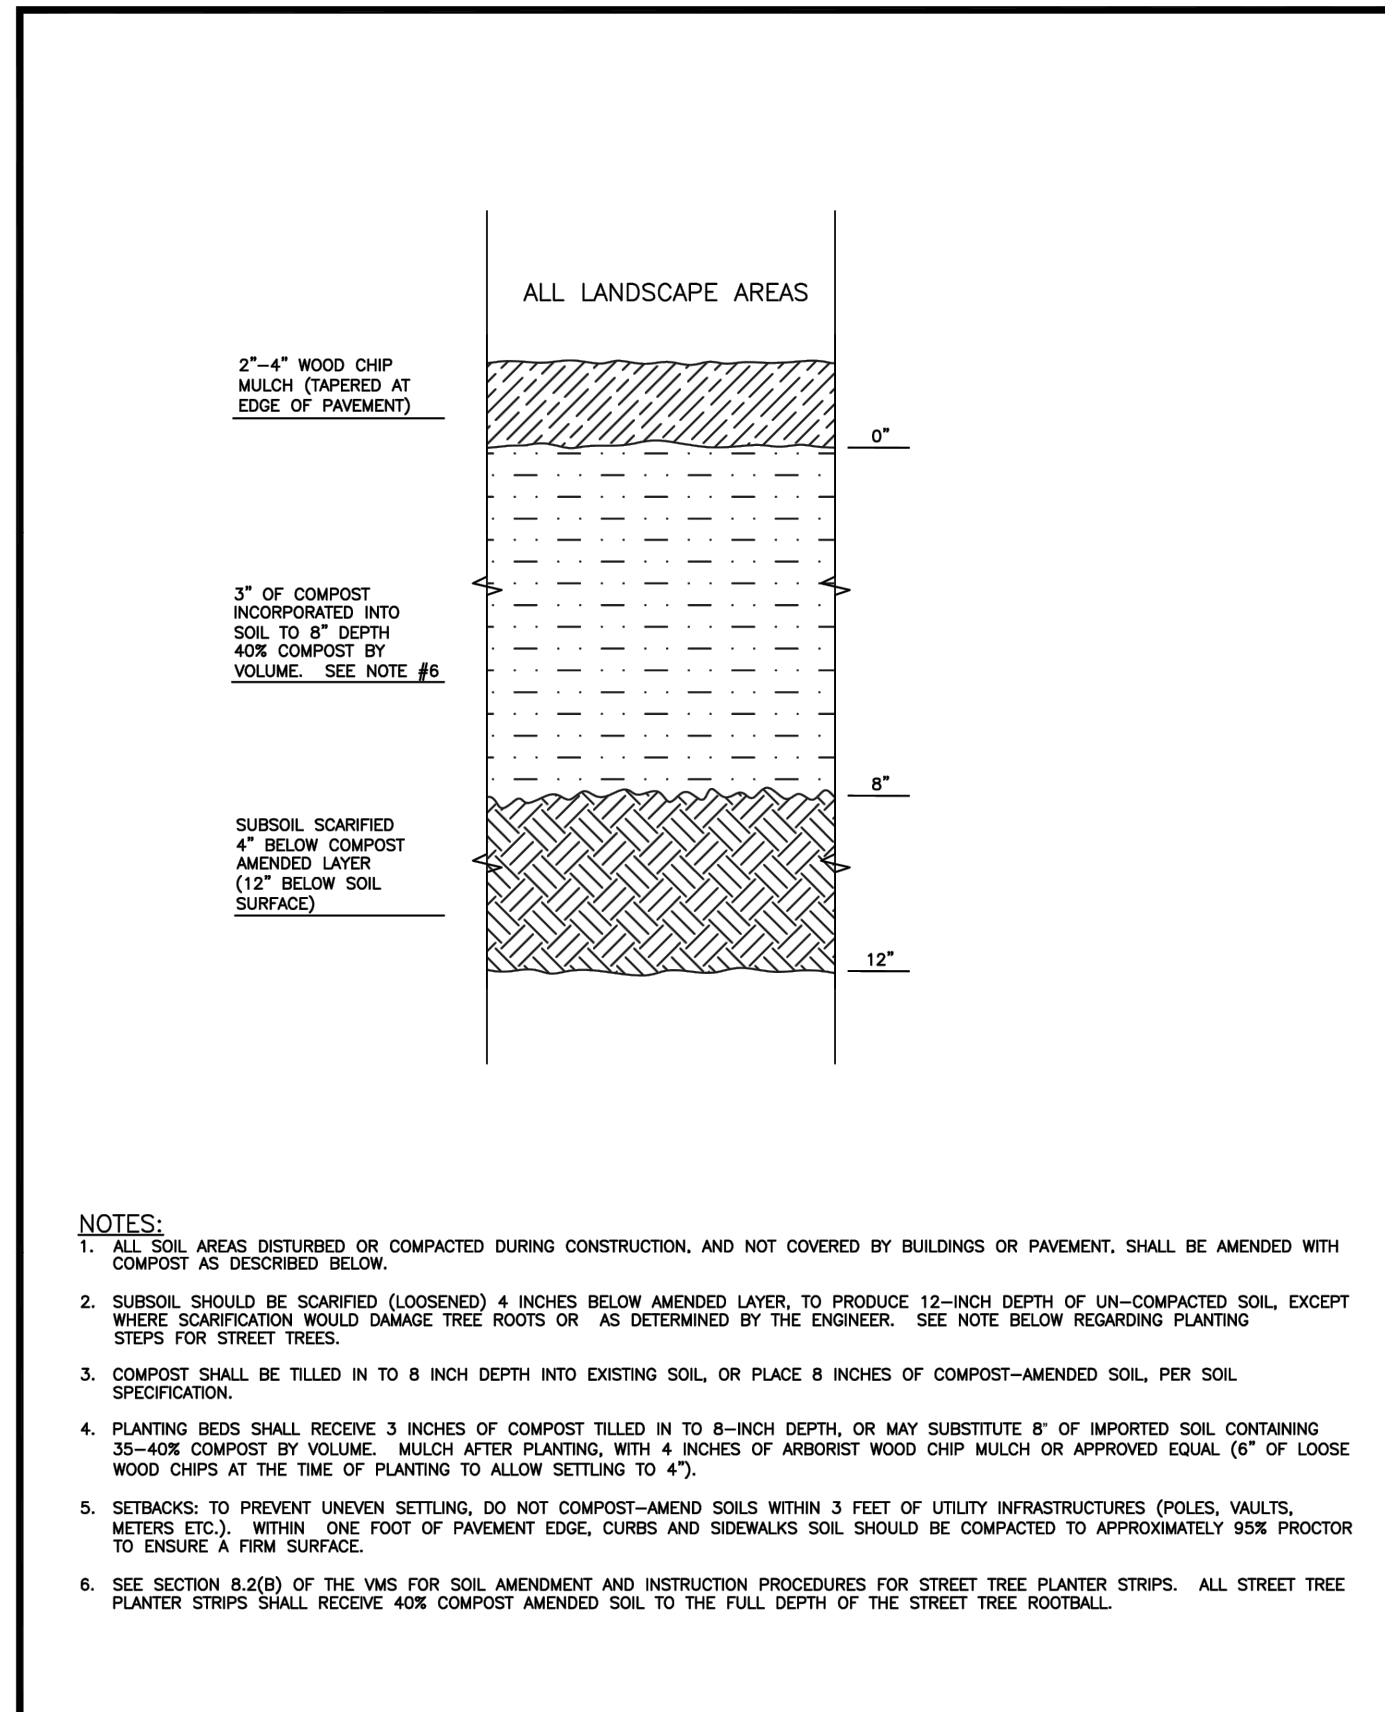 ALL LANDSCAPE AREAS
2"-4" WOOD CHIP
MULCH (TAPERED AT
EDGE OF PAVEMENT)
0"
3" OF COMPOST
INCORPORATED INTO
SOIL TO 8" DEPTH
40% COMPOST BY
VOLUME. SEE NOTE #6
8"
SUBSOIL SCARIFIED
4" BELOW COMPOST
AMENDED LAYER
(12" BELOW SOIL
SURFACE)
12"
NOTES:
1. ALL SOIL AREAS DISTURBED OR COMPACTED DURING CONSTRUCTION, AND NOT COVERED BY BUILDINGS OR PAVEMENT, SHALL BE AMENDED WITH
COMPOST AS DESCRIBED BELOW.
2. SUBSOIL SHOULD BE SCARIFIED (LOOSENED) 4 INCHES BELOW AMENDED LAYER, TO PRODUCE 12-INCH DEPTH OF UN-COMPACTED SOIL, EXCEPT
WHERE SCARIFICATION WOULD DAMAGE TREE ROOTS OR AS DETERMINED BY THE ENGINEER. SEE NOTE BELOW REGARDING PLANTING
STEPS FOR STREET TREES.
3. COMPOST SHALL BE TILLED IN TO 8 INCH DEPTH INTO EXISTING SOIL, OR PLACE 8 INCHES OF COMPOST-AMENDED SOIL, PER SOIL
SPECIFICATION.
4. PLANTING BEDS SHALL RECEIVE 3 INCHES OF COMPOST TILLED IN TO 8-INCH DEPTH, OR MAY SUBSTITUTE 8" OF IMPORTED SOIL CONTAINING
35-40% COMPOST BY VOLUME. MULCH AFTER PLANTING, WITH 4 INCHES OF ARBORIST WOOD CHIP MULCH OR APPROVED EQUAL (6" OF LOOSE
WOOD CHIPS AT THE TIME OF PLANTING TO ALLOW SETTLING TO 4").
5. SETBACKS: TO PREVENT UNEVEN SETTLING, DO NOT COMPOST-AMEND SOILS WITHIN 3 FEET OF UTILITY INFRASTRUCTURES (POLES, VAULTS,
METERS ETC.). WITHIN ONE FOOT OF PAVEMENT EDGE, CURBS AND SIDEWALKS SOIL SHOULD BE COMPACTED TO APPROXIMATELY 95% PROCTOR
TO ENSURE A FIRM SURFACE.
6. SEE SECTION 8.2(B) OF THE VMS FOR SOIL AMENDMENT AND INSTRUCTION PROCEDURES FOR STREET TREE PLANTER STRIPS. ALL STREET TREE
PLANTER STRIPS SHALL RECEIVE 40% COMPOST AMENDED SOIL TO THE FULL DEPTH OF THE STREET TREE ROOTBALL.